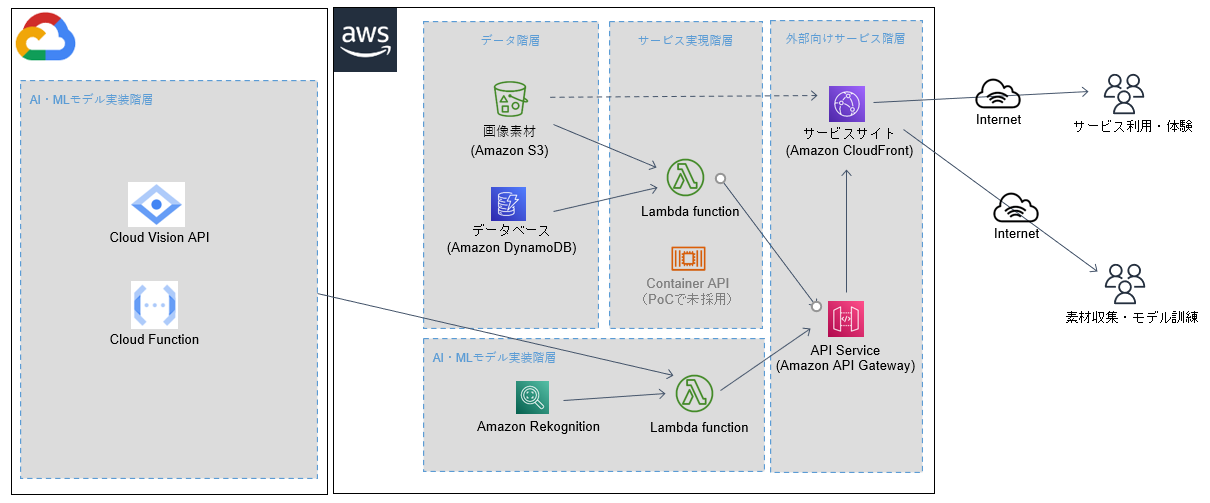 AI・MLモデル実装階層
Cloud Vision API
Cloud Function
aws
データ階層
画像素材
(Amazon S3)
データベース
(Amazon DynamoDB)
サービス実現階層
Lambda function
Container API
（PoCで未採用）
AI・MLモデル実装階層
Amazon Rekognition
Lambda function
外部向けサービス階層
サービスサイト
(Amazon CloudFront)
API Service
(Amazon API Gateway)
Internet
サービス利用・体験
Internet
素材収集・モデル訓練